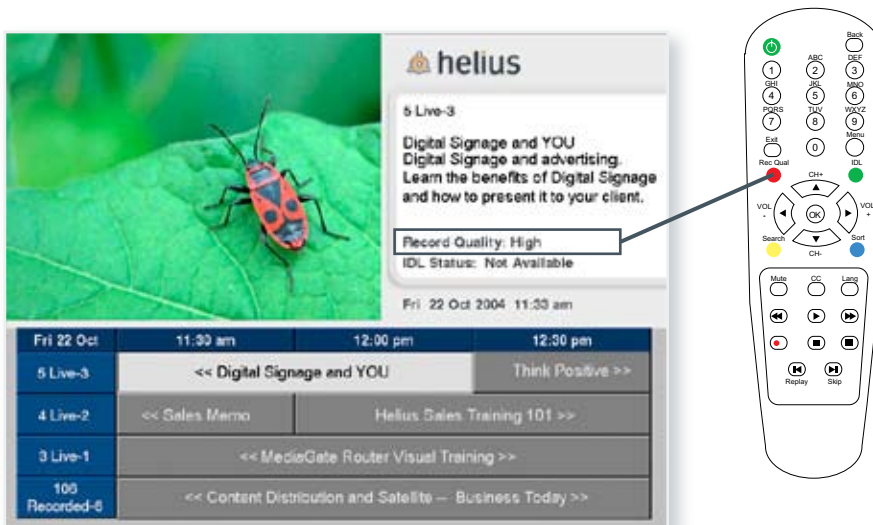 helius
5 Live-3
Digital Signage and YOU
Digital Signage and advertising.
Learn the benefits of Digital Signage
and how to present it to your client.
Record Quality: High
IDL Status: Not Available
Fri 22 Oct 2004 11:33 am
Fri 22 Oct 11:30 am 12:00 pm 12:30 pm
5 Live-3 << Digital Signage and YOU Think Positive >>
4 Live-2 << Sales Memo Helius Sales Training 101 >>
3 Live-1 << MediaGate Router Visual Training >>
106
Recorded-6 << Content Distribution and Satellite -- Business Today >>
Back
ABC DEF
1 2 3
GHI JKL MNO
4 5 6
PQRS TUV WXYZ
7 8 9
Exit 0 Menu
Rec Qual IDL
CH+
VOL
-
OK
VOL
+
CH-
Search Sort
Mute CC Lang
Replay Skip